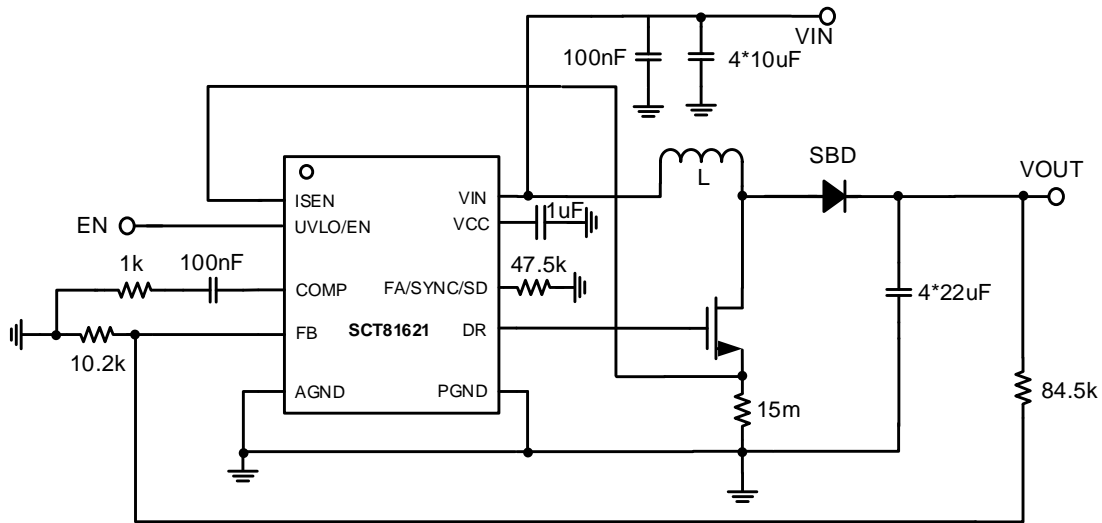 VIN
100nF
4*10uF
SBD
VOUT
L
ISEN
VIN
EN
UVLO/EN
VCC
1uF
1k
100nF
47.5k
COMP
FA/SYNC/SD
4*22uF
FB
SCT81621
DR
10.2k
AGND
PGND
15m
84.5k